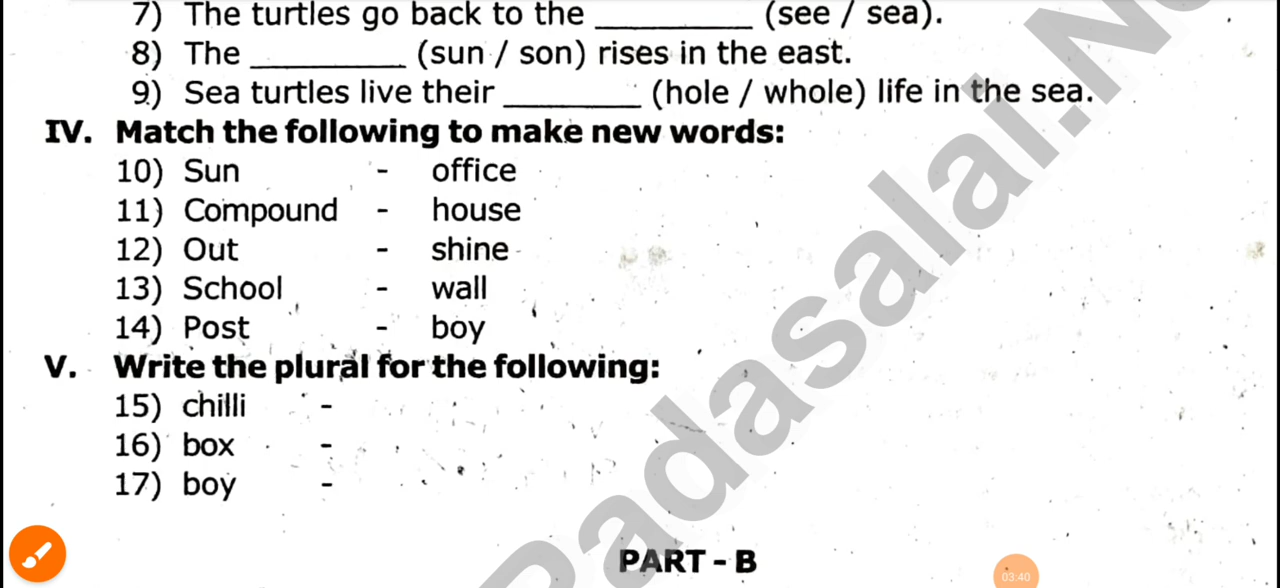 7) The turtles go back to the __________ (see / sea).
8) The __________ (sun / son) rises in the east.
9) Sea turtles live their _________ (hole / whole) life in the sea.
IV. Match the following to make new words:
10) Sun - office
11) Compound - house
12) Out - shine
13) School - wall
14) Post - boy
V. Write the plural for the following:
15) chilli -
16) box -
17) boy -
PART - B
Padasalai.N
03:40